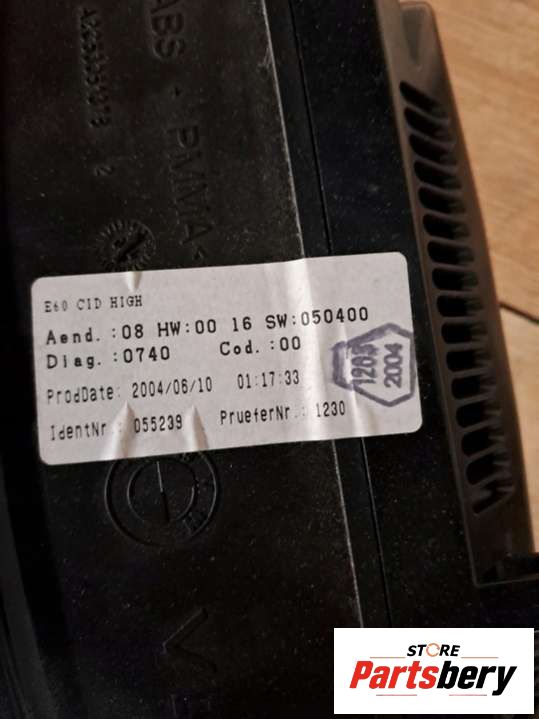 ABS + PMMA
E60 CID HIGH
Aend.:08 HW:00 16 SW:050400
Diag.:0740 Cod.:00
ProdDate: 2004/06/10 01:17:33
IdentNr.: 055239 PrueferNr.: 1230
2004
STORE
Partsbery